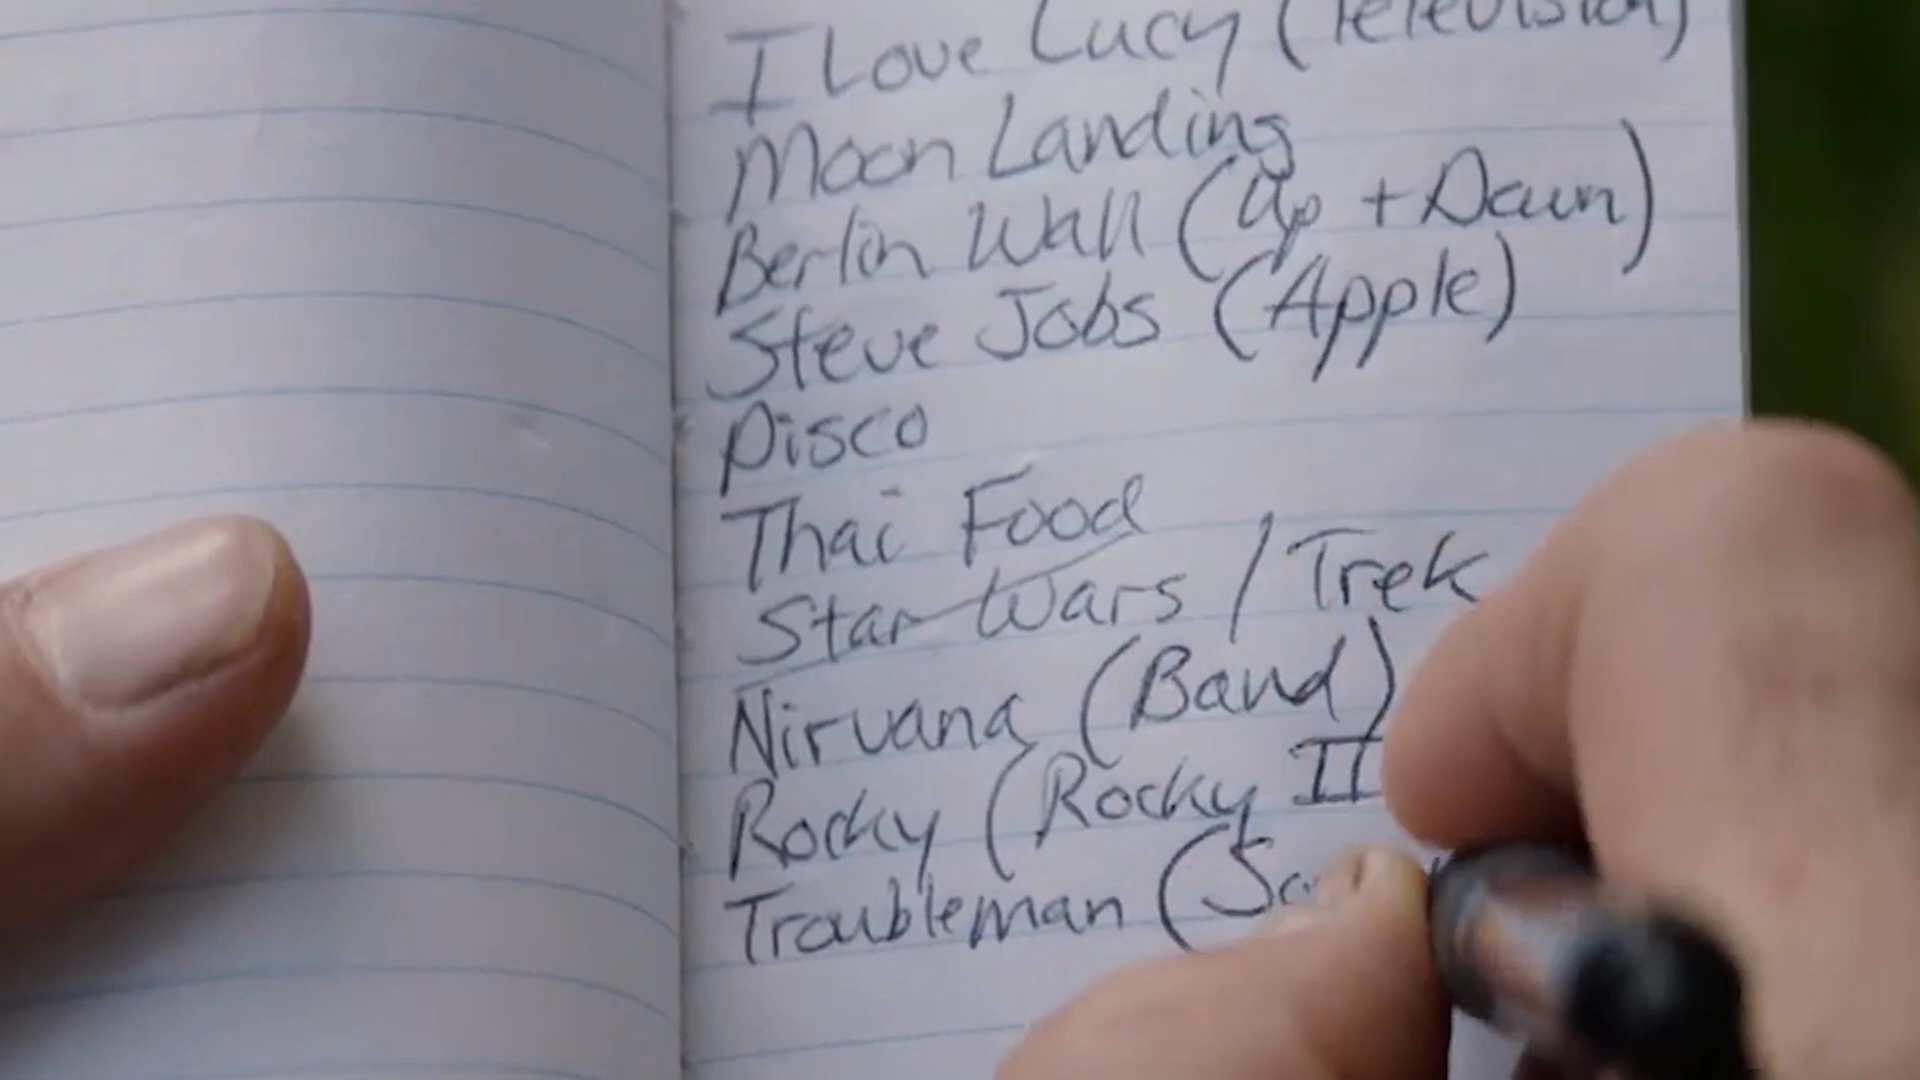 I Love Lucy (Television)
Moon Landing
Berlin Wall (Up + Down)
Steve Jobs (Apple)
Disco
Thai Food
Star Wars / Trek
Nirvana (Band)
Rocky (Rocky II
Troubleman (